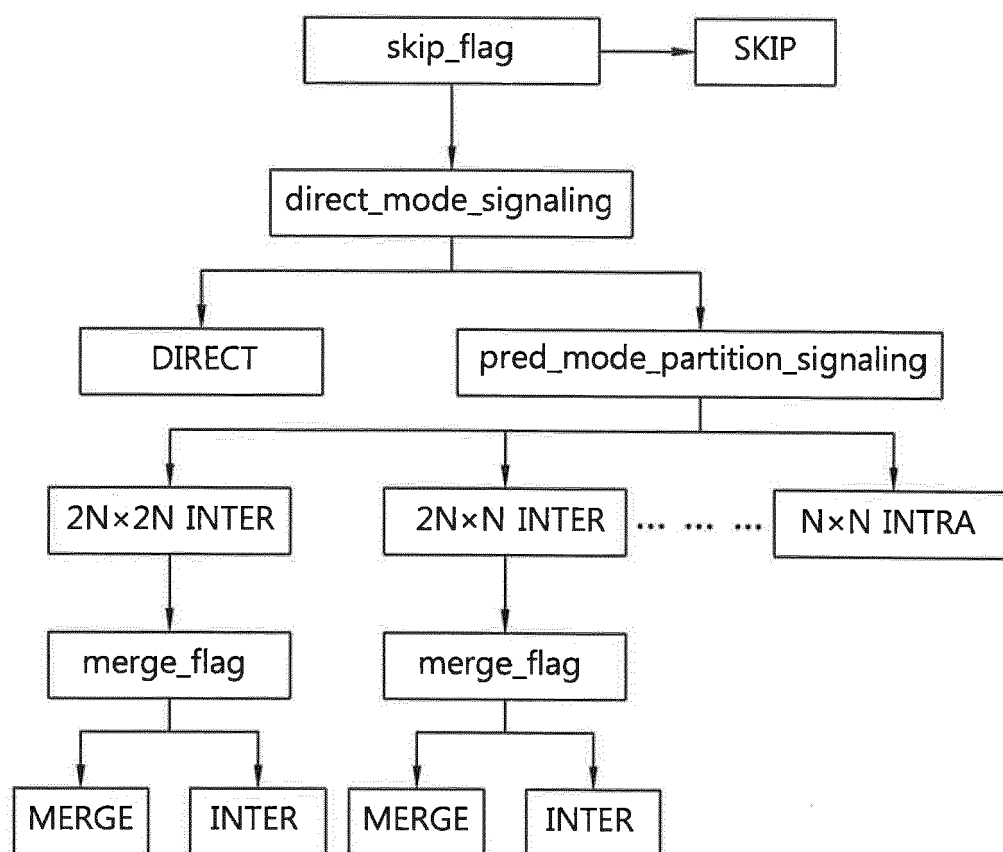 skip_flag
SKIP
direct_mode_signaling
DIRECT
pred_mode_partition_signaling
2N×2N INTER
2N×N INTER
... ... ...
N×N INTRA
merge_flag
merge_flag
MERGE
INTER
MERGE
INTER